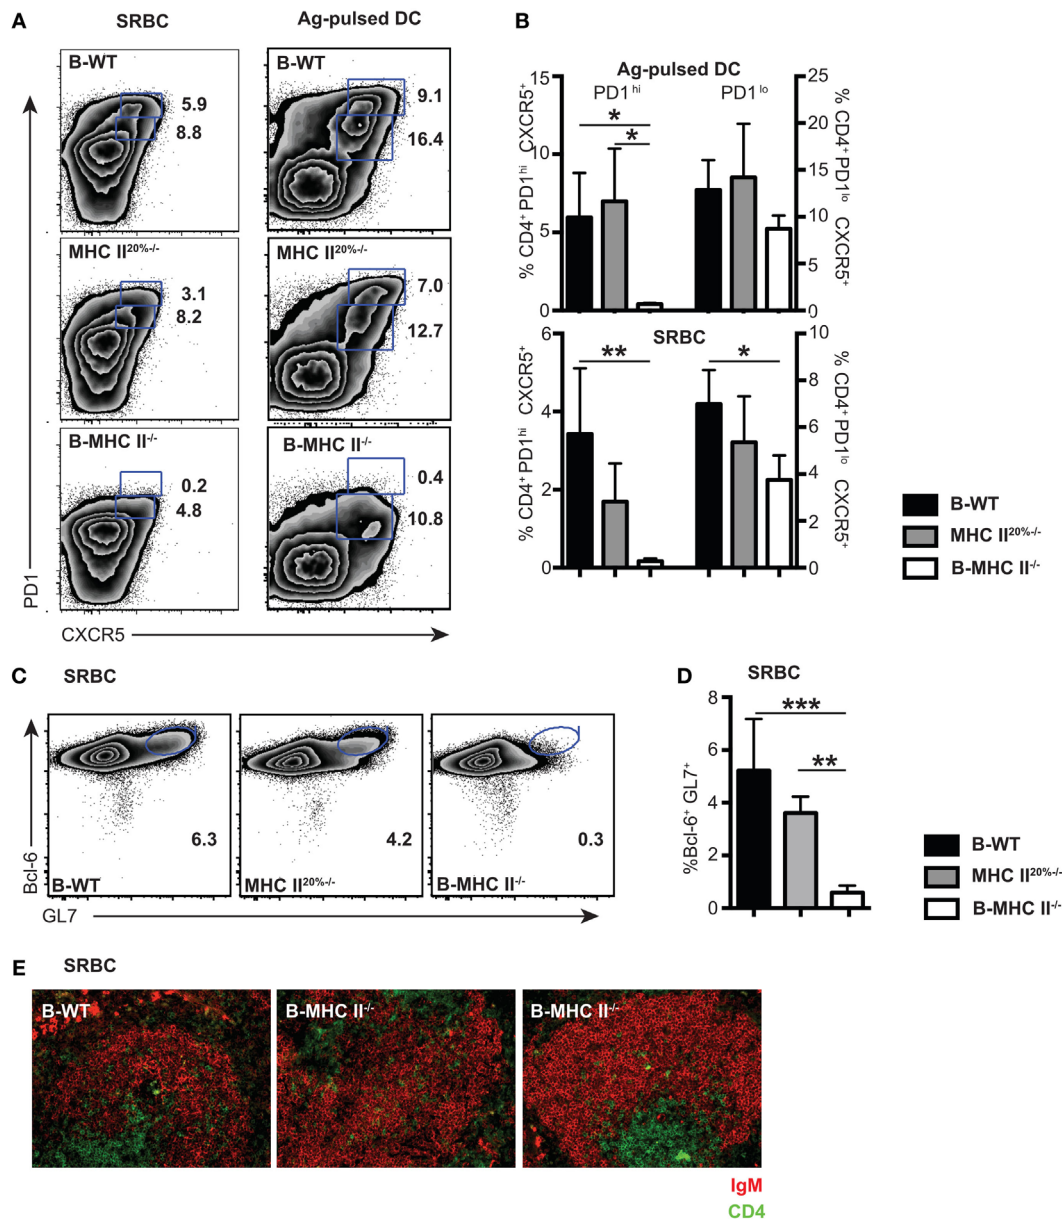 A
SRBC
Ag-pulsed DC
B-WT
5.9
8.8
B-WT
9.1
16.4
MHC II20%-/-
3.1
8.2
MHC II20%-/-
7.0
12.7
B-MHC II-/-
0.2
4.8
B-MHC II-/-
0.4
10.8
PD1
CXCR5
B
Ag-pulsed DC
PD1hi
PD1lo
% CD4+ PD1hi CXCR5+
15
10
5
0
*
*
25
20
15
10
5
0
% CD4+ PD1lo CXCR5+
SRBC
% CD4+ PD1hi CXCR5+
6
4
2
0
**
*
10
8
6
4
2
0
% CD4+ PD1lo CXCR5+
B-WT
MHC II20%-/-
B-MHC II-/-
C
SRBC
Bcl-6
6.3
B-WT
4.2
MHC II20%-/-
0.3
B-MHC II-/-
GL7
D
SRBC
%Bcl-6+ GL7+
8
6
4
2
0
***
**
B-WT
MHC II20%-/-
B-MHC II-/-
E
SRBC
B-WT
B-MHC II-/-
B-MHC II-/-
IgM
CD4